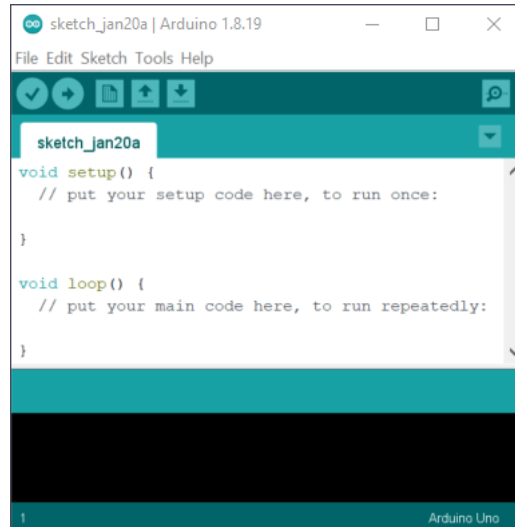 sketch_jan20a | Arduino 1.8.19
File Edit Sketch Tools Help
sketch_jan20a
void setup() {
  // put your setup code here, to run once:
}
void loop() {
  // put your main code here, to run repeatedly:
}
1 Arduino Uno